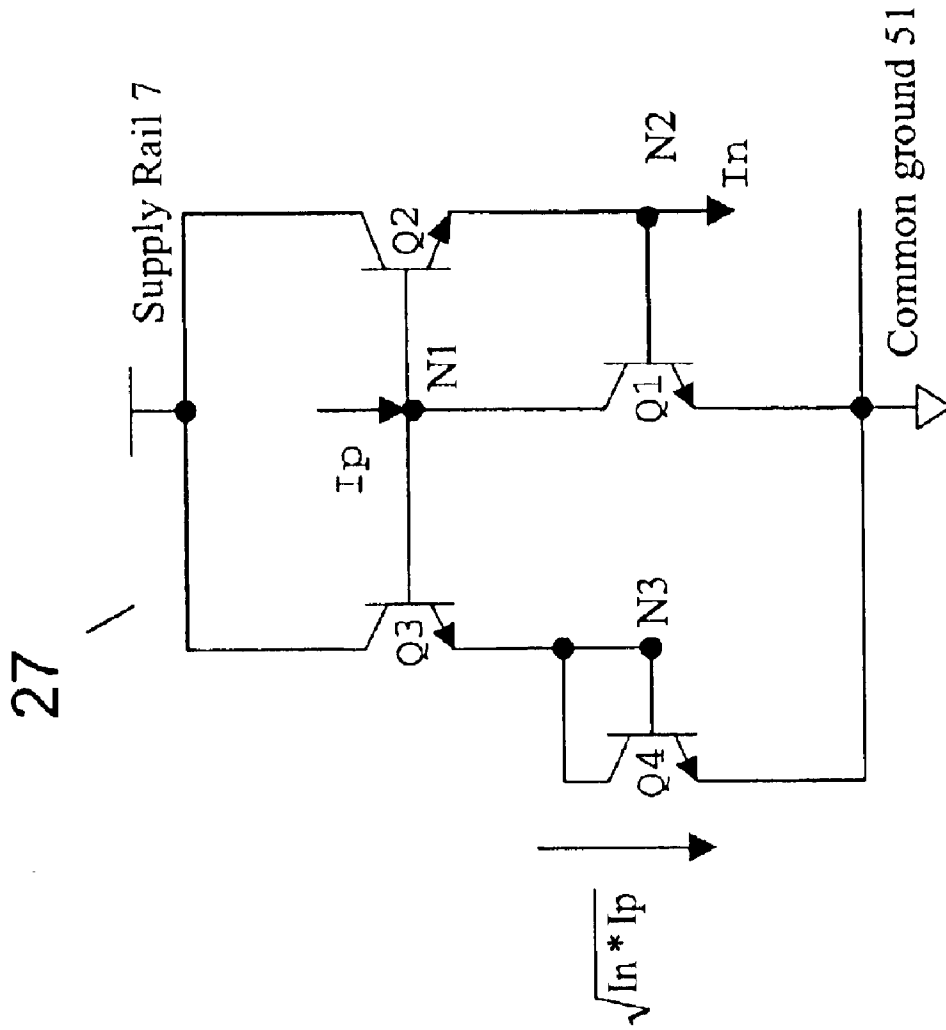 27
Supply Rail 7
Q3
Ip
N1
Q2
N3
Q4
Q1
N2
In
√In * Ip
Common ground 51